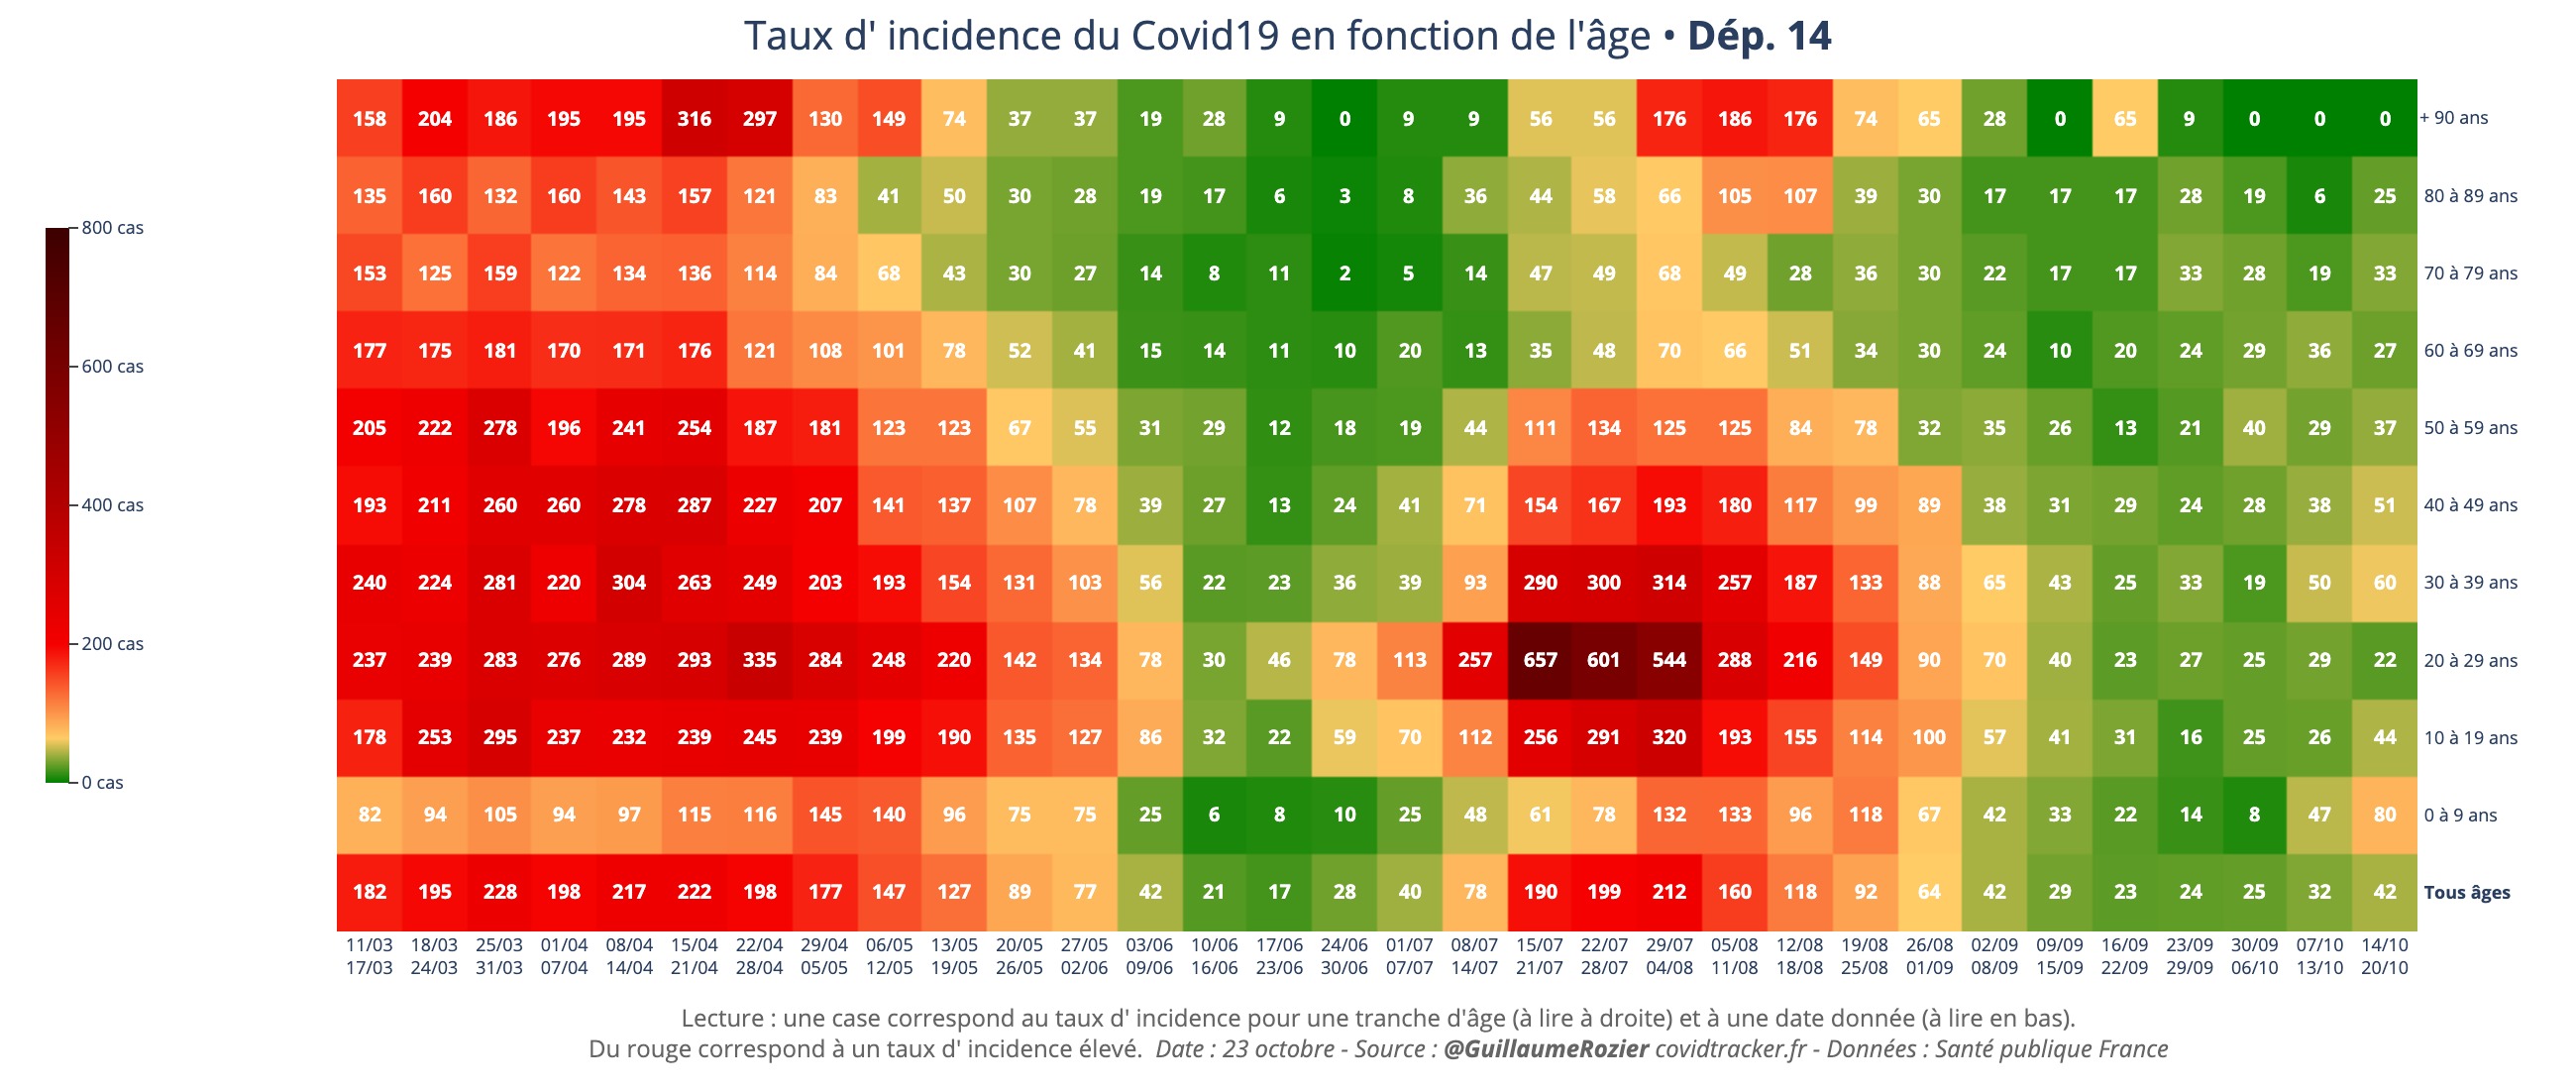 Taux d' incidence du Covid19 en fonction de l'âge • Dép. 14
800 cas
600 cas
400 cas
200 cas
0 cas
158 204 186 195 195 316 297 130 149 74 37 37 19 28 9 0 9 9 56 56 176 186 176 74 65 28 0 65 9 0 0 0 + 90 ans
135 160 132 160 143 157 121 83 41 50 30 28 19 17 6 3 8 36 44 58 66 105 107 39 30 17 17 17 28 19 6 25 80 à 89 ans
153 125 159 122 134 136 114 84 68 43 30 27 14 8 11 2 5 14 47 49 68 49 28 36 30 22 17 17 33 28 19 33 70 à 79 ans
177 175 181 170 171 176 121 108 101 78 52 41 15 14 11 10 20 13 35 48 70 66 51 34 30 24 10 20 24 29 36 27 60 à 69 ans
205 222 278 196 241 254 187 181 123 123 67 55 31 29 12 18 19 44 111 134 125 125 84 78 32 35 26 13 21 40 29 37 50 à 59 ans
193 211 260 260 278 287 227 207 141 137 107 78 39 27 13 24 41 71 154 167 193 180 117 99 89 38 31 29 24 28 38 51 40 à 49 ans
240 224 281 220 304 263 249 203 193 154 131 103 56 22 23 36 39 93 290 300 314 257 187 133 88 65 43 25 33 19 50 60 30 à 39 ans
237 239 283 276 289 293 335 284 248 220 142 134 78 30 46 78 113 257 657 601 544 288 216 149 90 70 40 23 27 25 29 22 20 à 29 ans
178 253 295 237 232 239 245 239 199 190 135 127 86 32 22 59 70 112 256 291 320 193 155 114 100 57 41 31 16 25 26 44 10 à 19 ans
82 94 105 94 97 115 116 145 140 96 75 75 25 6 8 10 25 48 61 78 132 133 96 118 67 42 33 22 14 8 47 80 0 à 9 ans
182 195 228 198 217 222 198 177 147 127 89 77 42 21 17 28 40 78 190 199 212 160 118 92 64 42 29 23 24 25 32 42 Tous âges
11/03 18/03 25/03 01/04 08/04 15/04 22/04 29/04 06/05 13/05 20/05 27/05 03/06 10/06 17/06 24/06 01/07 08/07 15/07 22/07 29/07 05/08 12/08 19/08 26/08 02/09 09/09 16/09 23/09 30/09 07/10 14/10
17/03 24/03 31/03 07/04 14/04 21/04 28/04 05/05 12/05 19/05 26/05 02/06 09/06 16/06 23/06 30/06 07/07 14/07 21/07 28/07 04/08 11/08 18/08 25/08 01/09 08/09 15/09 22/09 29/09 06/10 13/10 20/10
Lecture : une case correspond au taux d' incidence pour une tranche d'âge (à lire à droite) et à une date donnée (à lire en bas).
Du rouge correspond à un taux d' incidence élevé. Date : 23 octobre - Source : @GuillaumeRozier covidtracker.fr - Données : Santé publique France